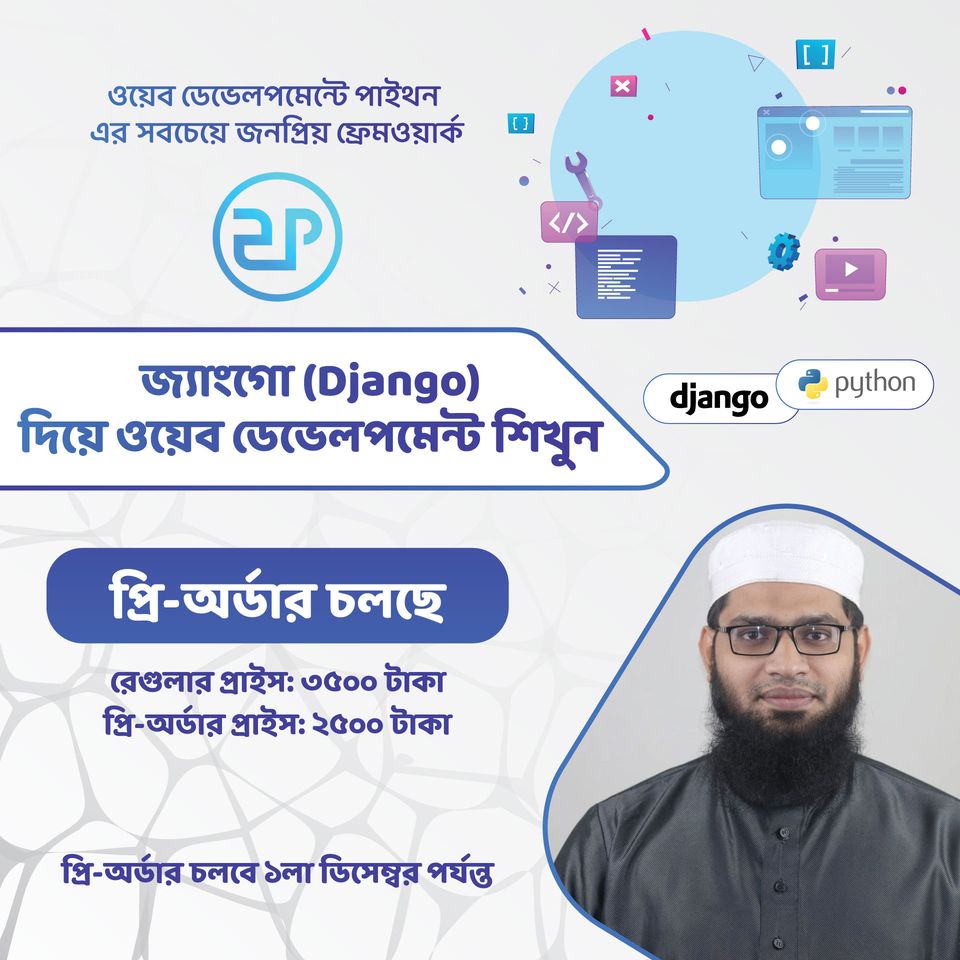 ওয়েব ডেভেলপমেন্টে পাইথন
এর সবচেয়ে জনপ্রিয় ফ্রেমওয়ার্ক
2P
[ ]
{ }
</>
জ্যাংগো (Django)
দিয়ে ওয়েব ডেভেলপমেন্ট শিখুন
django
python
প্রি-অর্ডার চলছে
রেগুলার প্রাইস: ৩৫০০ টাকা
প্রি-অর্ডার প্রাইস: ২৫০০ টাকা
প্রি-অর্ডার চলবে ১লা ডিসেম্বর পর্যন্ত